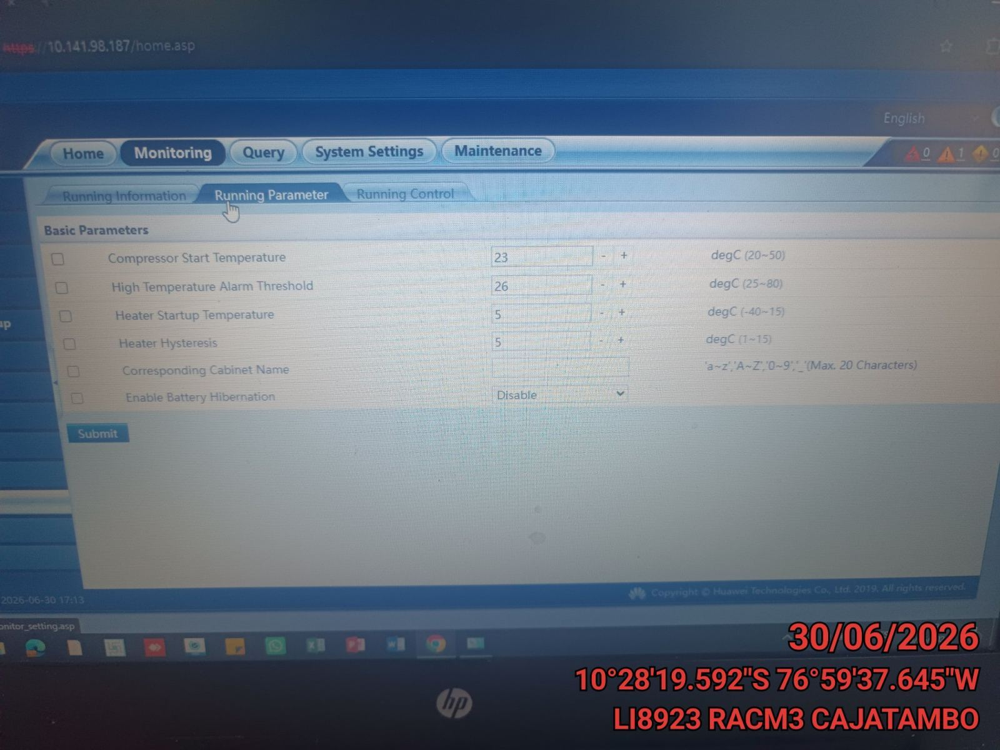 https://10.141.98.187/home.asp
English
Home Monitoring Query System Settings Maintenance
0 1 0
Running Information Running Parameter Running Control
Basic Parameters
Compressor Start Temperature 23 - + degC (20~50)
High Temperature Alarm Threshold 26 - + degC (25~80)
Heater Startup Temperature 5 - + degC (-40~15)
Heater Hysteresis 5 - + degC (1~15)
Corresponding Cabinet Name 'a~z','A~Z','0~9','_'(Max. 20 Characters)
Enable Battery Hibernation Disable
Submit
up
Copyright © Huawei Technologies Co., Ltd. 2019. All rights reserved.
2026-06-30 17:13
onitor_setting.asp
30/06/2026
10°28'19.592"S 76°59'37.645"W
LI8923 RACM3 CAJATAMBO
hp